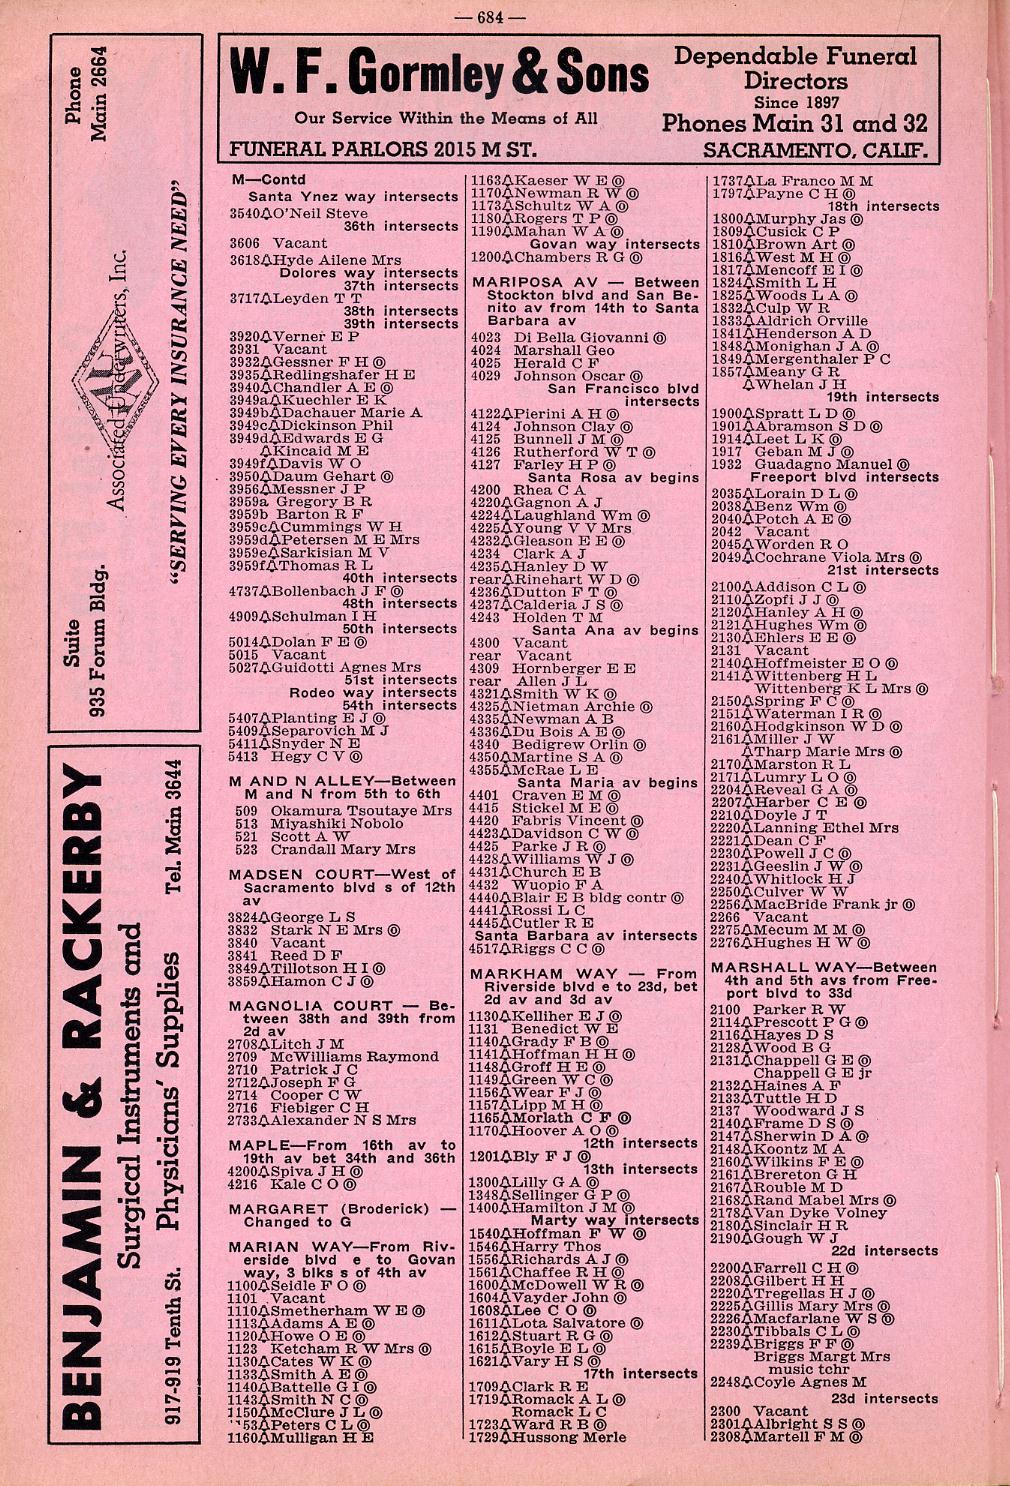 — 684 —
Phone
Main 2664
Associated Underwriters, Inc.
"SERVING EVERY INSURANCE NEED"
Suite
935 Forum Bldg.
BENJAMIN & RACKERBY
Surgical Instruments and
Physicians' Supplies
917-919 Tenth St. Tel. Main 3644
W. F. Gormley & Sons
Our Service Within the Means of All
FUNERAL PARLORS 2015 M ST.
Dependable Funeral
Directors
Since 1897
Phones Main 31 and 32
SACRAMENTO, CALIF.
M—Contd
Santa Ynez way intersects
3540△O'Neil Steve
36th intersects
3606 Vacant
3618△Hyde Ailene Mrs
Dolores way intersects
37th intersects
3717△Leyden T T
38th intersects
39th intersects
3920△Verner E P
3931 Vacant
3932△Gessner F H ⊚
3935△Redlingshafer H E
3940△Chandler A E ⊚
3949a△Kuechler E K
3949b△Dachauer Marie A
3949c△Dickinson Phil
3949d△Edwards E G
△Kincaid M E
3949f△Davis W O
3950△Daum Gehart ⊚
3956△Messner J P
3959a Gregory B R
3959b Barton R F
3959c△Cummings W H
3959d△Petersen M E Mrs
3959e△Sarkisian M V
3959f△Thomas R L
40th intersects
4737△Bollenbach J F ⊚
48th intersects
4909△Schulman I H
50th intersects
5014△Dolan F E ⊚
5015 Vacant
5027△Guidotti Agnes Mrs
51st intersects
Rodeo way intersects
54th intersects
5407△Planting E J ⊚
5409△Separovich M J
5411△Snyder N E
5413 Hegy C V ⊚
M AND N ALLEY—Between
M and N from 5th to 6th
509 Okamura Tsoutaye Mrs
513 Miyashiki Nobolo
521 Scott A W
523 Crandall Mary Mrs
MADSEN COURT—West of
Sacramento blvd s of 12th
av
3824△George L S
3832 Stark N E Mrs ⊚
3840 Vacant
3841 Reed D F
3849△Tillotson H I ⊚
3859△Hamon C J ⊚
MAGNOLIA COURT — Be-
tween 38th and 39th from
2d av
2708△Litch J M
2709 McWilliams Raymond
2710 Patrick J C
2712△Joseph F G
2714 Cooper C W
2716 Fiebiger C H
2733△Alexander N S Mrs
MAPLE—From 16th av to
19th av bet 34th and 36th
4200△Spiva J H ⊚
4216 Kale C O ⊚
MARGARET (Broderick) —
Changed to G
MARIAN WAY—From Riv-
erside blvd e to Govan
way, 3 blks s of 4th av
1100△Seidle F O ⊚
1101 Vacant
1110△Smetherham W E ⊚
1113△Adams A E ⊚
1120△Howe O E ⊚
1123 Ketcham R W Mrs ⊚
1130△Cates W K ⊚
1133△Smith A E ⊚
1140△Battelle G I ⊚
1143△Smith N C ⊚
1150△McClure J L ⊚
53△Peters C L ⊚
1160△Mulligan H E
1163△Kaeser W E ⊚
1170△Newman R W ⊚
1173△Schultz W A ⊚
1180△Rogers T P ⊚
1190△Mahan W A ⊚
Govan way intersects
1200△Chambers R G ⊚
MARIPOSA AV — Between
Stockton blvd and San Be-
nito av from 14th to Santa
Barbara av
4023 Di Bella Giovanni ⊚
4024 Marshall Geo
4025 Herald C F
4029 Johnson Oscar ⊚
San Francisco blvd
intersects
4122△Pierini A H ⊚
4124 Johnson Clay ⊚
4125 Bunnell J M ⊚
4126 Rutherford W T ⊚
4127 Farley H P ⊚
Santa Rosa av begins
4200 Rhea C A
4220△Gagnon A J
4224△Laughland Wm ⊚
4225△Young V V Mrs
4232△Gleason E E ⊚
4234 Clark A J
4235△Hanley D W
rear△Rinehart W D ⊚
4236△Dutton F T ⊚
4237△Calderia J S ⊚
4243 Holden T M
Santa Ana av begins
4300 Vacant
rear Vacant
4309 Hornberger E E
rear Allen J L
4321△Smith W K ⊚
4325△Nietman Archie ⊚
4335△Newman A B
4336△Du Bois A E ⊚
4340 Bedigrew Orlin ⊚
4350△Martine S A ⊚
4355△McRae L E
Santa Maria av begins
4401 Craven E M ⊚
4415 Stickel M E ⊚
4420 Fabris Vincent ⊚
4423△Davidson C W ⊚
4425 Parke J R ⊚
4428△Williams W J ⊚
4431△Church E B
4432 Wuopio F A
4440△Blair E B bldg contr ⊚
4441△Rossi L C
4445△Cutler R E
Santa Barbara av intersects
4517△Riggs C C ⊚
MARKHAM WAY — From
Riverside blvd e to 23d, bet
2d av and 3d av
1130△Kelliher E J ⊚
1131 Benedict W E
1140△Grady F B ⊚
1141△Hoffman H H ⊚
1148△Groff H E ⊚
1149△Green W C ⊚
1156△Wear F J ⊚
1157△Lipp M H ⊚
1165△Morlath C F ⊚
1170△Hoover A O ⊚
12th intersects
1201△Bly F J ⊚
13th intersects
1300△Lilly G A ⊚
1348△Sellinger G P ⊚
1400△Hamilton J M ⊚
Marty way intersects
1540△Hoffman F W ⊚
1546△Harry Thos
1556△Richards A J ⊚
1561△Chaffee R H ⊚
1600△McDowell W R ⊚
1604△Vayder John ⊚
1608△Lee C O ⊚
1611△Lota Salvatore ⊚
1612△Stuart R G ⊚
1615△Boyle E L ⊚
1621△Vary H S ⊚
17th intersects
1709△Clark R E
1719△Romack A L ⊚
Romack L C
1723△Ward R B ⊚
1729△Hussong Merle
1737△La Franco M M
1797△Payne C H ⊚
18th intersects
1800△Murphy Jas ⊚
1809△Cusick C P
1810△Brown Art ⊚
1816△West M H ⊚
1817△Mencoff E I ⊚
1824△Smith L H
1825△Woods L A ⊚
1832△Culp W R
1833△Aldrich Orville
1841△Henderson A D
1848△Monighan J A ⊚
1849△Mergenthaler P C
1857△Meany G R
△Whelan J H
19th intersects
1900△Spratt L D ⊚
1901△Abramson S D ⊚
1914△Leet L K ⊚
1917 Geban M J ⊚
1932 Guadagno Manuel ⊚
Freeport blvd intersects
2035△Lorain D L ⊚
2038△Benz Wm ⊚
2040△Potch A E ⊚
2042 Vacant
2045△Worden R O
2049△Cochrane Viola Mrs ⊚
21st intersects
2100△Addison C L ⊚
2110△Zopfi J J ⊚
2120△Hanley A H ⊚
2121△Hughes Wm ⊚
2130△Ehlers E E ⊚
2131 Vacant
2140△Hoffmeister E O ⊚
2141△Wittenberg H L
Wittenberg K L Mrs ⊚
2150△Spring F C ⊚
2151△Waterman I R ⊚
2160△Hodgkinson W D ⊚
2161△Miller J W
△Tharp Marie Mrs ⊚
2170△Marston R L
2171△Lumry L O ⊚
2204△Reveal G A ⊚
2207△Harber C E ⊚
2210△Doyle J T
2220△Lanning Ethel Mrs
2221△Dean C F
2230△Powell J C ⊚
2231△Geeslin J W ⊚
2240△Whitlock H J
2250△Culver W W
2256△MacBride Frank jr ⊚
2266 Vacant
2275△Mecum M M ⊚
2276△Hughes H W ⊚
MARSHALL WAY—Between
4th and 5th avs from Free-
port blvd to 33d
2100 Parker R W
2114△Prescott P G ⊚
2116△Hayes D S
2128△Wood B G
2131△Chappell G E ⊚
Chappell G E jr
2132△Haines A F
2133△Tuttle H D
2137 Woodward J S
2140△Frame D S ⊚
2147△Sherwin D A ⊚
2148△Koontz M A
2160△Wilkins F E ⊚
2161△Brereton G H
2167△Rouble M D
2168△Rand Mabel Mrs ⊚
2178△Van Dyke Volney
2180△Sinclair H R
2190△Gough W J
22d intersects
2200△Farrell C H ⊚
2208△Gilbert H H
2220△Tregellas H J ⊚
2225△Gillis Mary Mrs ⊚
2226△Macfarlane W S ⊚
2230△Tibbals C L ⊚
2239△Briggs F F ⊚
Briggs Margt Mrs
music tchr
2248△Coyle Agnes M
23d intersects
2300 Vacant
2301△Albright S S ⊚
2308△Martell F M ⊚